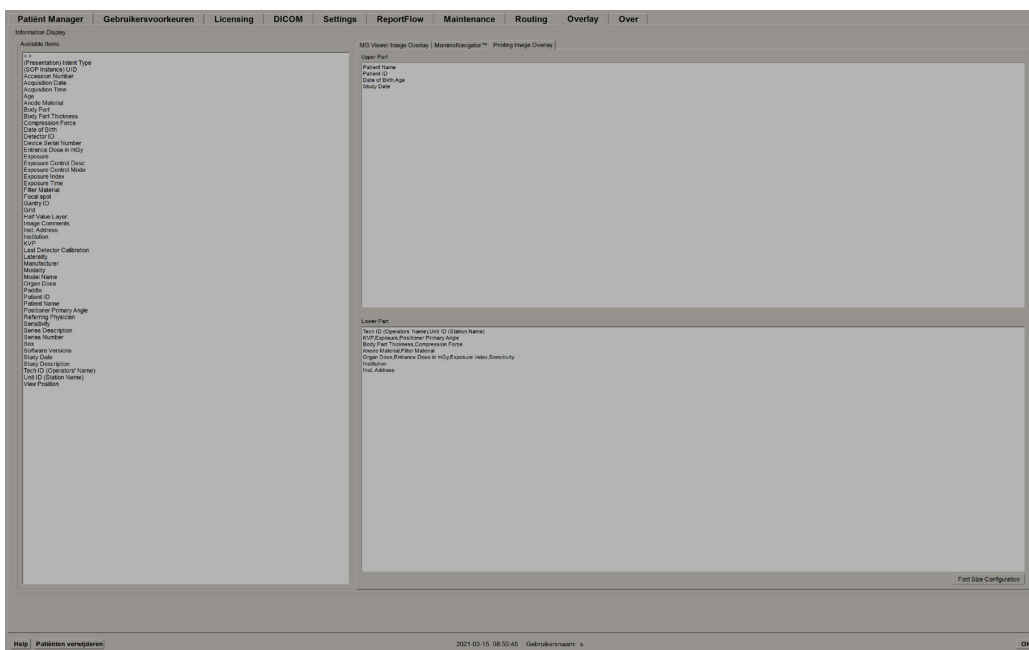 Patiënt Manager Gebruikersvoorkeuren Licensing DICOM Settings ReportFlow Maintenance Routing Overlay Over
Information Display
Available Items
< >
(Presentation) Intent Type
(SOP Instance) UID
Accession Number
Acquisition Date
Acquisition Time
Age
Anode Material
Body Part
Body Part Thickness
Compression Force
Date of Birth
Detector ID
Device Serial Number
Entrance Dose in mGy
Exposure
Exposure Control Desc
Exposure Control Mode
Exposure Index
Exposure Time
Filter Material
Focal spot
Gantry ID
Grid
Half Value Layer
Image Comments
Inst. Address
Institution
KVP
Last Detector Calibration
Laterality
Manufacturer
Modality
Model Name
Organ Dose
Paddle
Patient ID
Patient Name
Positioner Primary Angle
Referring Physician
Sensitivity
Series Description
Series Number
Sex
Software Versions
Study Date
Study Description
Tech ID (Operators' Name)
Unit ID (Station Name)
View Position
MG Viewer Image Overlay MammoNavigator™ Printing Image Overlay
Upper Part
Patient Name
Patient ID
Date of Birth,Age
Study Date
Lower Part
Tech ID (Operators' Name),Unit ID (Station Name)
KVP,Exposure,Positioner Primary Angle
Body Part Thickness,Compression Force
Anode Material,Filter Material
Organ Dose,Entrance Dose in mGy,Exposure Index,Sensitivity
Institution
Inst. Address
Font Size Configuration
Help Patiënten verwijderen 2021-03-15 08:55:45 Gebruikersnaam: s OK